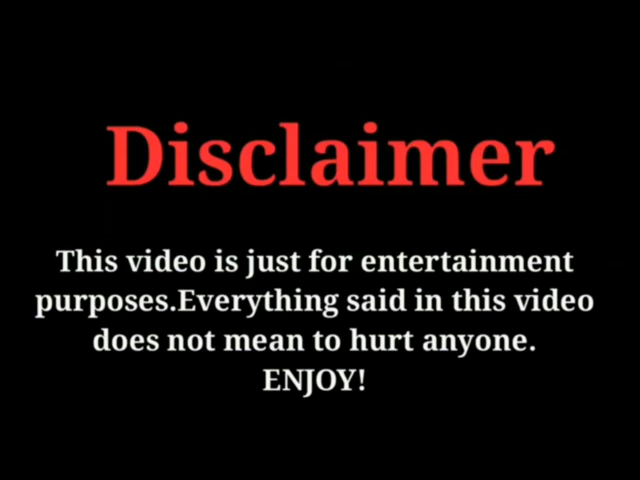 Disclaimer
This video is just for entertainment
purposes.Everything said in this video
does not mean to hurt anyone.
ENJOY!